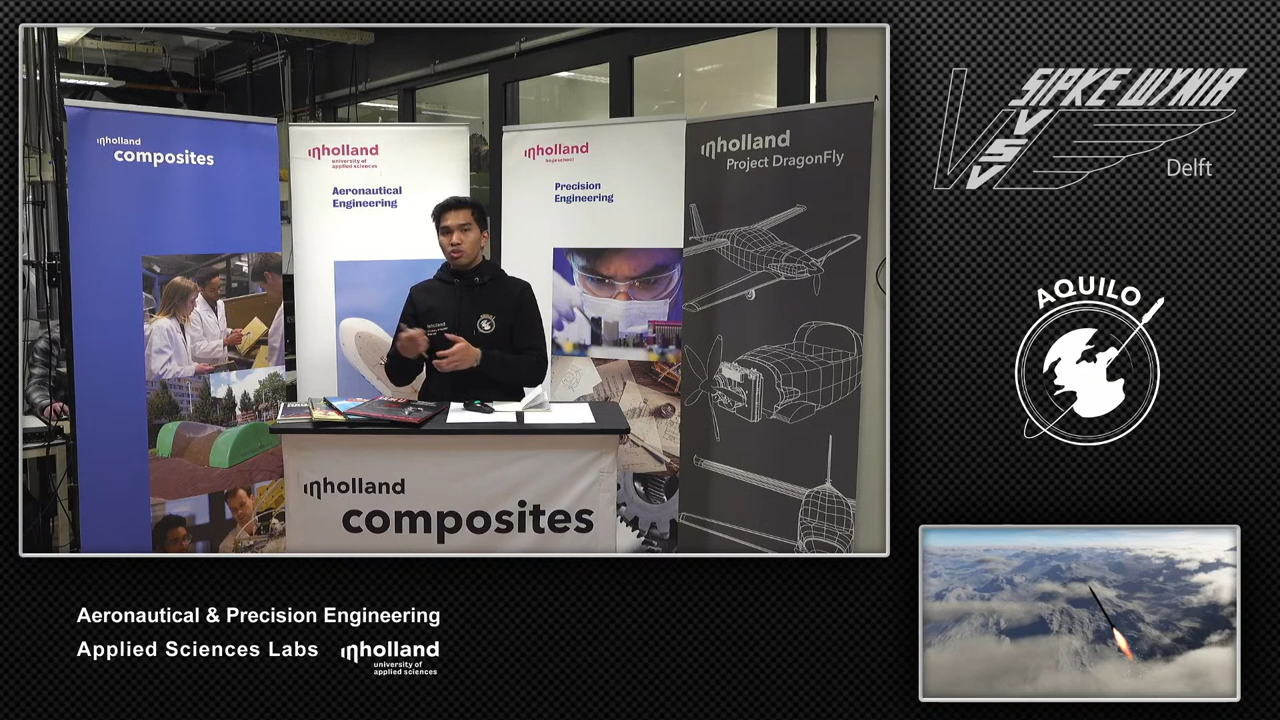 inholland
composites
inholland
university of
applied sciences
Aeronautical
Engineering
inholland
hogeschool
Precision
Engineering
inholland
Project DragonFly
inholland
composites
SIPKE WYNIA
VSV
Delft
AQUILO
AQUILO
Aeronautical & Precision Engineering
Applied Sciences Labs
inholland
university of
applied sciences